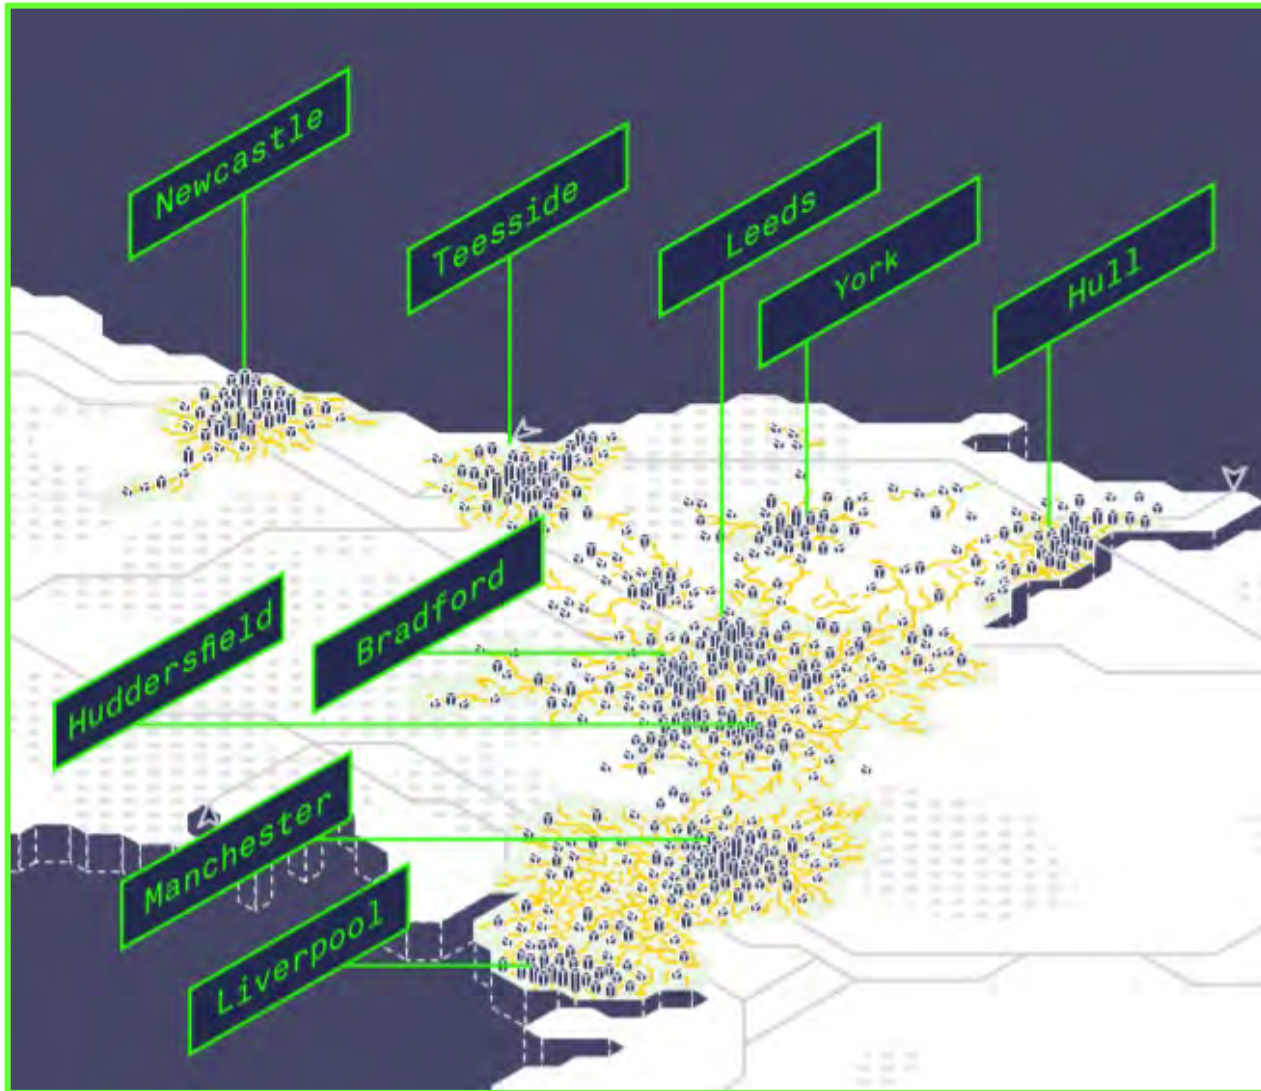 Newcastle
Teesside
Leeds
York
Hull
Bradford
Huddersfield
Manchester
Liverpool